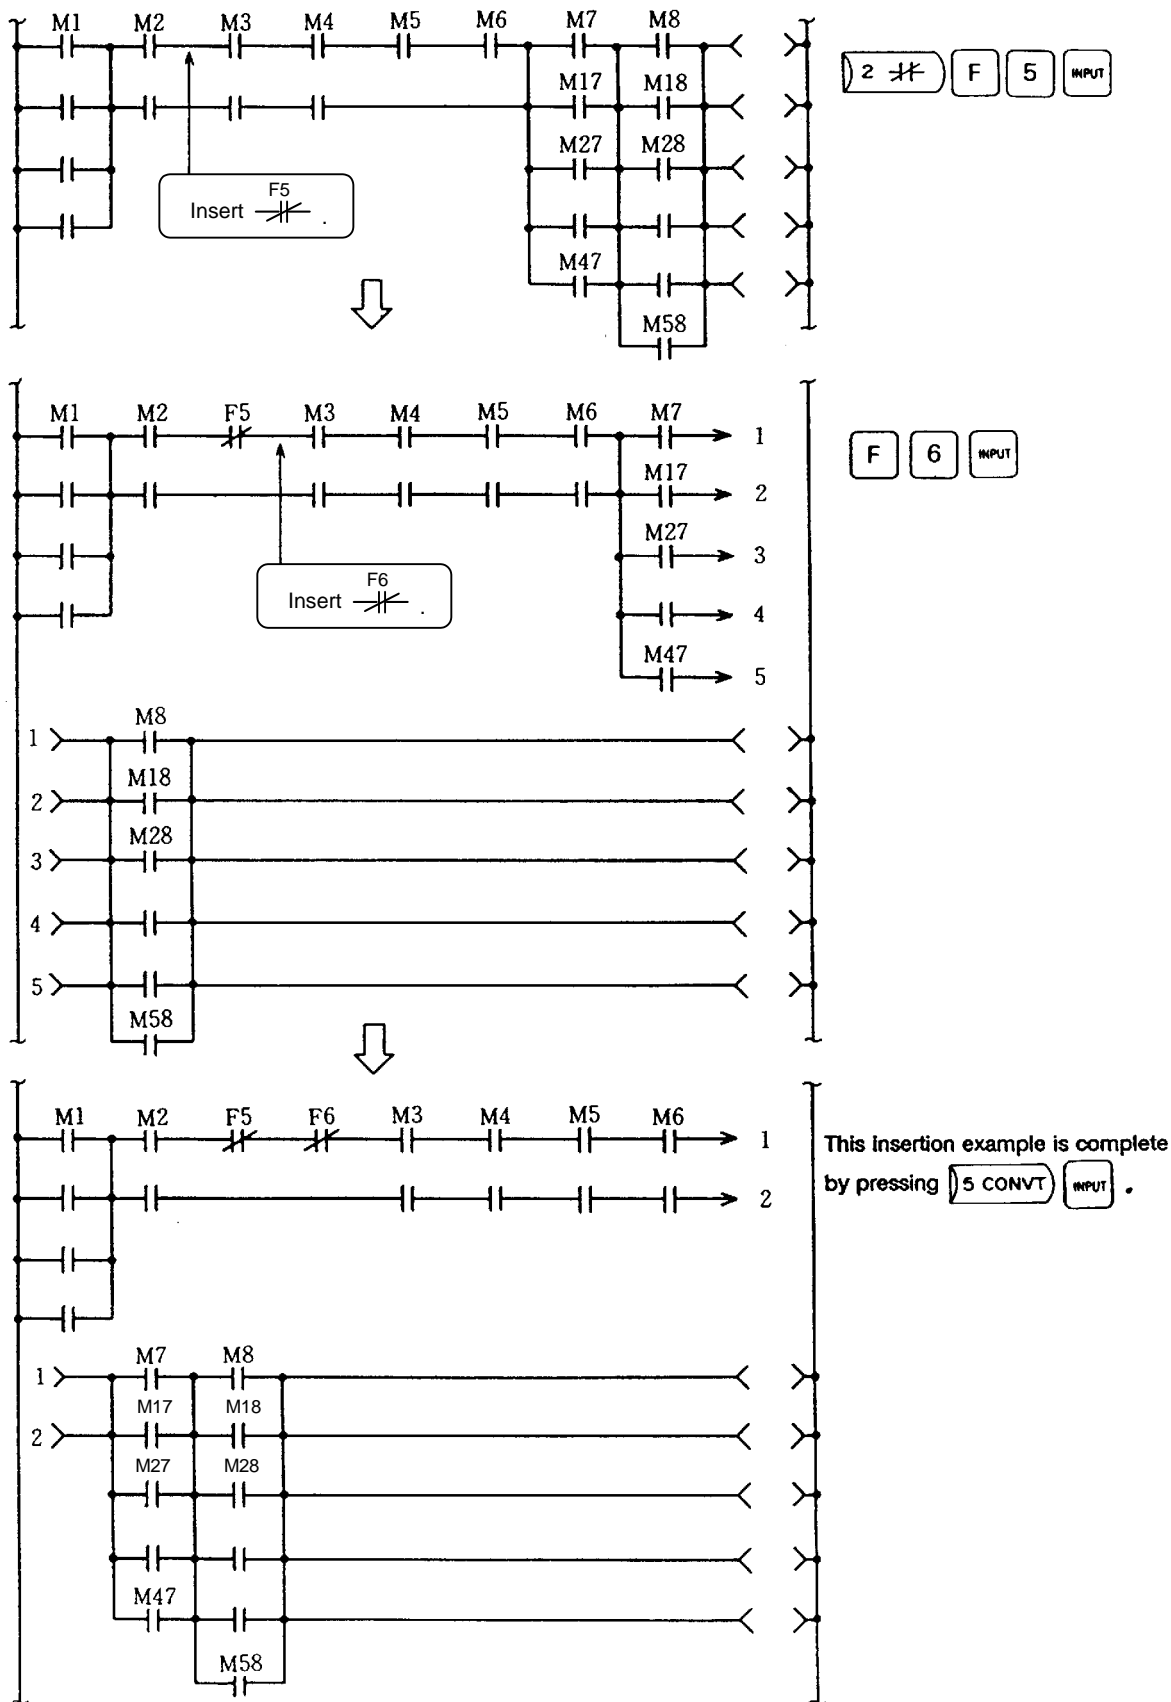 M1 M2 M3 M4 M5 M6 M7 M8
2 F 5 INPUT
M17 M18
M27 M28
F5
Insert .
M47
M58
M1 M2 F5 M3 M4 M5 M6 M7
1
F 6 INPUT
M17
2
M27
3
F6
Insert .
4
M47
5
M8
1
M18
2
M28
3
4
5
M58
M1 M2 F5 F6 M3 M4 M5 M6
1
This insertion example is complete
2
by pressing 5 CONVT INPUT .
M7 M8
1
M17 M18
2
M27 M28
M47
M58